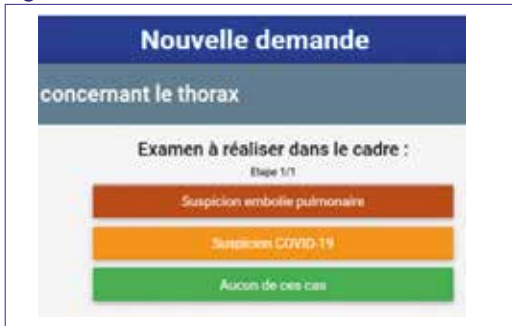 Nouvelle demande
concernant le thorax
Examen à réaliser dans le cadre :
Etape 1/1
Suspicion embolie pulmonaire
Suspicion COVID-19
Aucun de ces cas